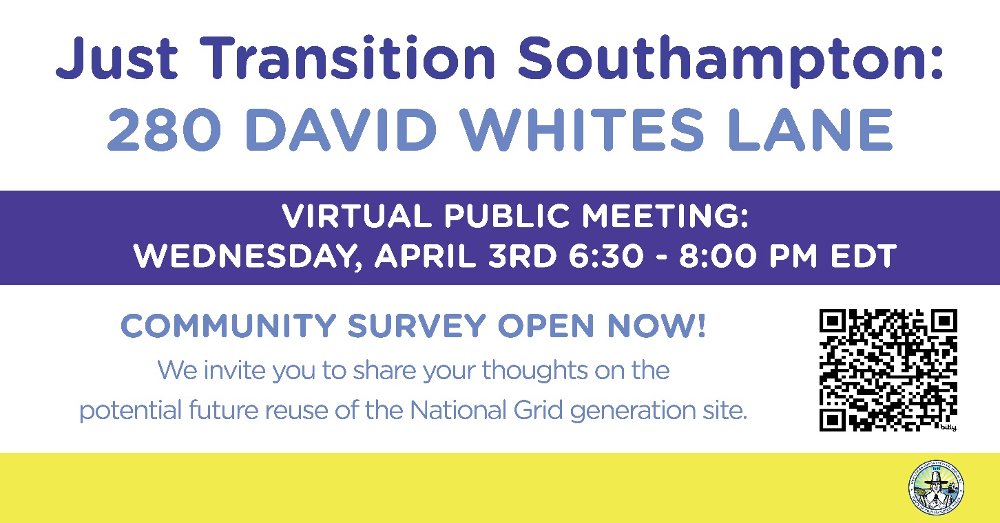 Just Transition Southampton:
280 DAVID WHITES LANE
VIRTUAL PUBLIC MEETING:
WEDNESDAY, APRIL 3RD 6:30 - 8:00 PM EDT
COMMUNITY SURVEY OPEN NOW!
We invite you to share your thoughts on the
potential future reuse of the National Grid generation site.
bitly
1640